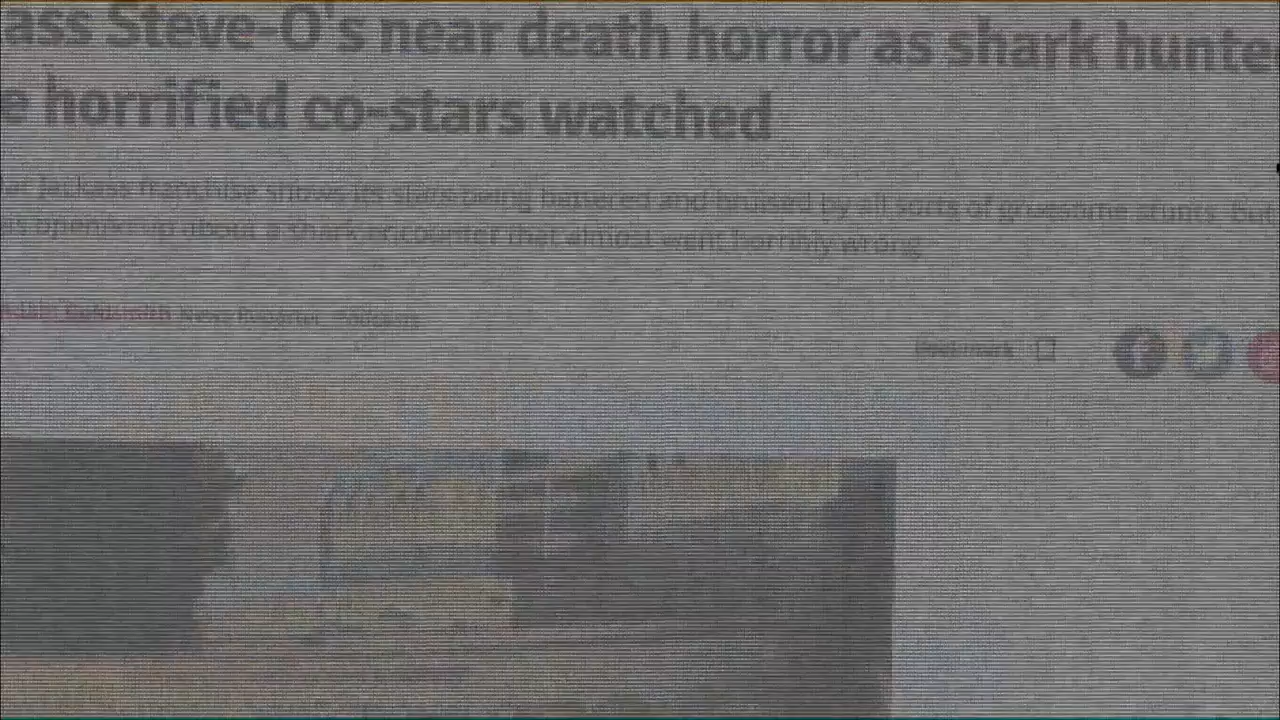 ass Steve-O's near death horror as shark hunte
e horrified co-stars watched
Jackass franchise shows its stars being battered and bruised by all sorts of gruesome stunts. But
is opening up about a shark encounter that almost went horribly wrong
News Reporter, Podcasts
Bookmark